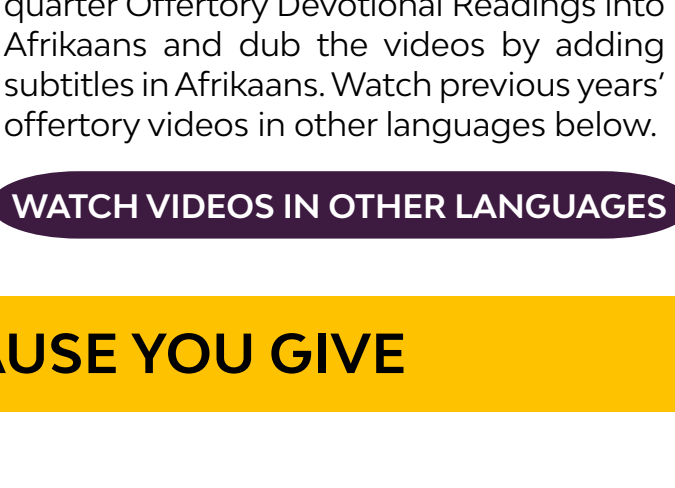 quarter Offertory Devotional Readings into
Afrikaans and dub the videos by adding
subtitles in Afrikaans. Watch previous years’
offertory videos in other languages below.
WATCH VIDEOS IN OTHER LANGUAGES
AUSE YOU GIVE